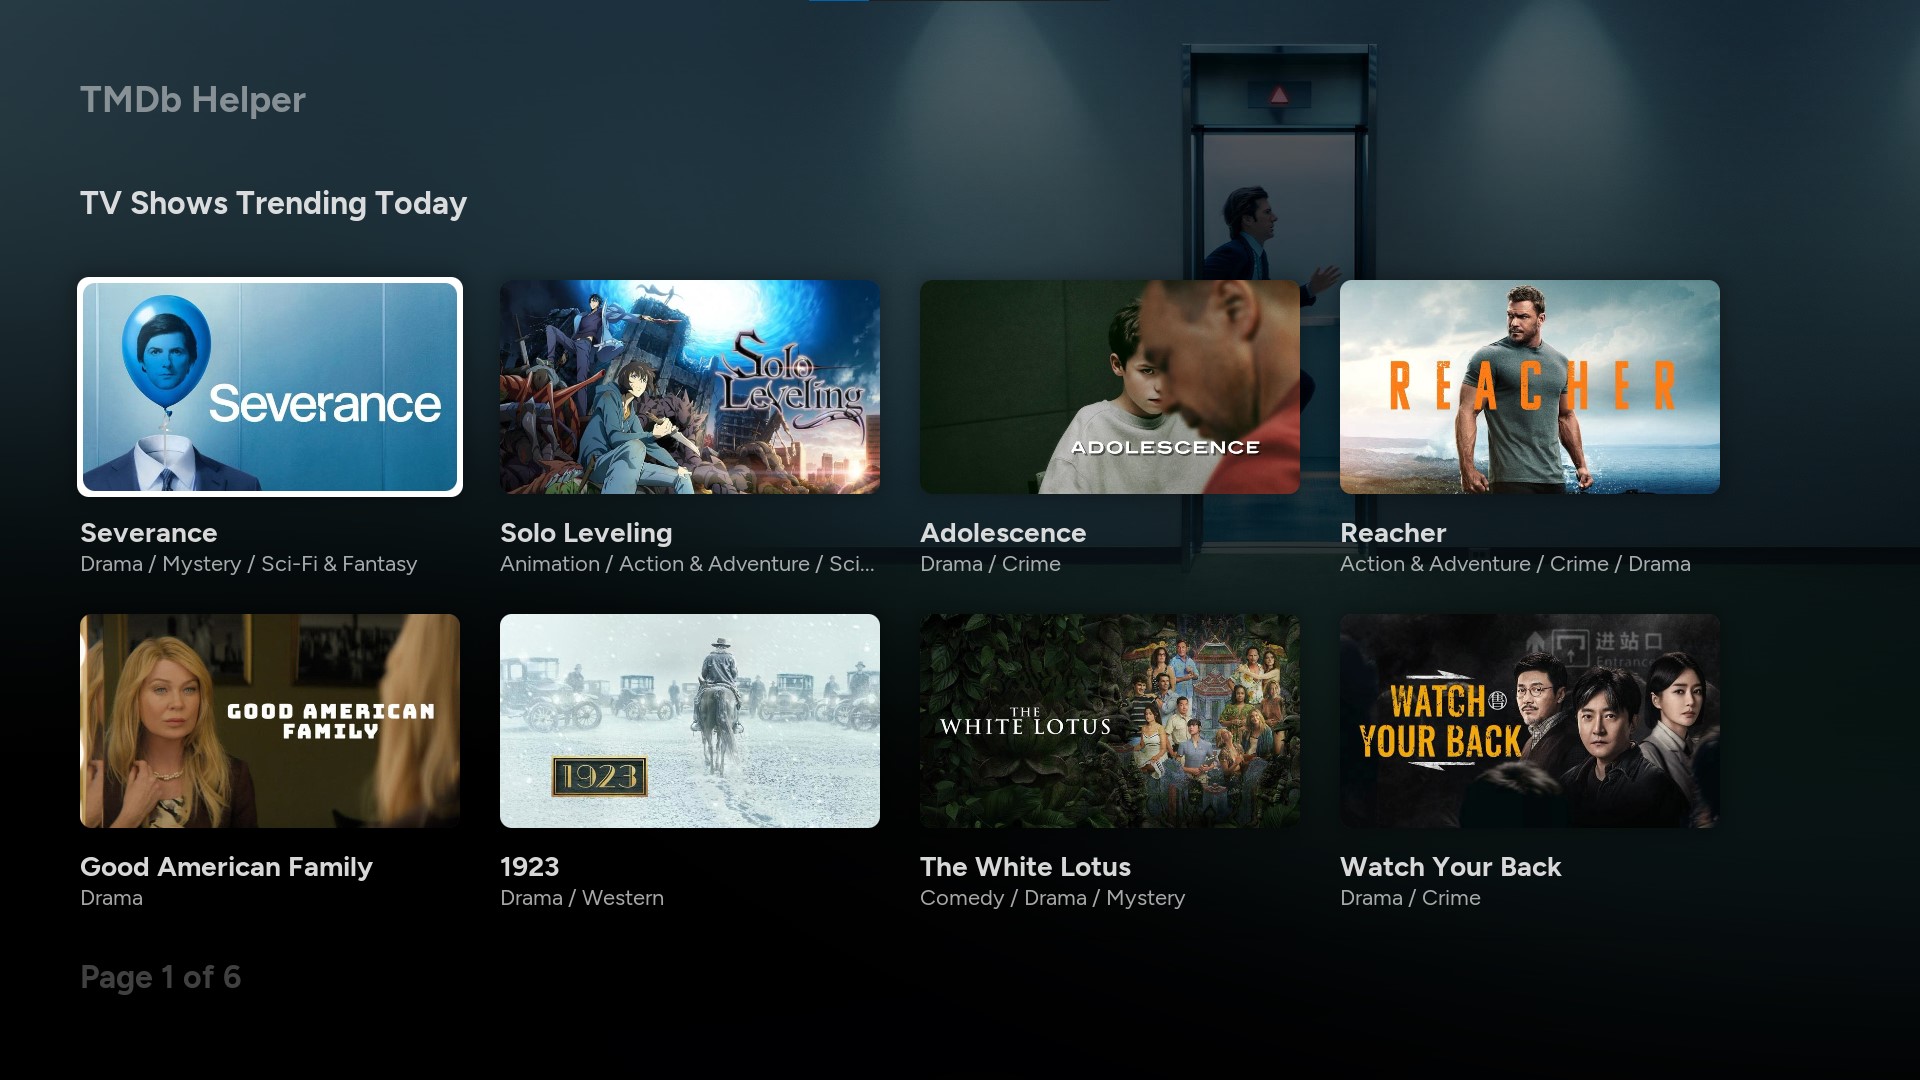 TMDb Helper
TV Shows Trending Today
Severance
Solo
Leveling
ADOLESCENCE
REACHER
Severance
Drama / Mystery / Sci-Fi & Fantasy
Solo Leveling
Animation / Action & Adventure / Sci...
Adolescence
Drama / Crime
Reacher
Action & Adventure / Crime / Drama
GOOD AMERICAN
FAMILY
1923
THE
WHITE LOTUS
进站口
Entrance
WATCH
YOUR BACK
Good American Family
Drama
1923
Drama / Western
The White Lotus
Comedy / Drama / Mystery
Watch Your Back
Drama / Crime
Page 1 of 6